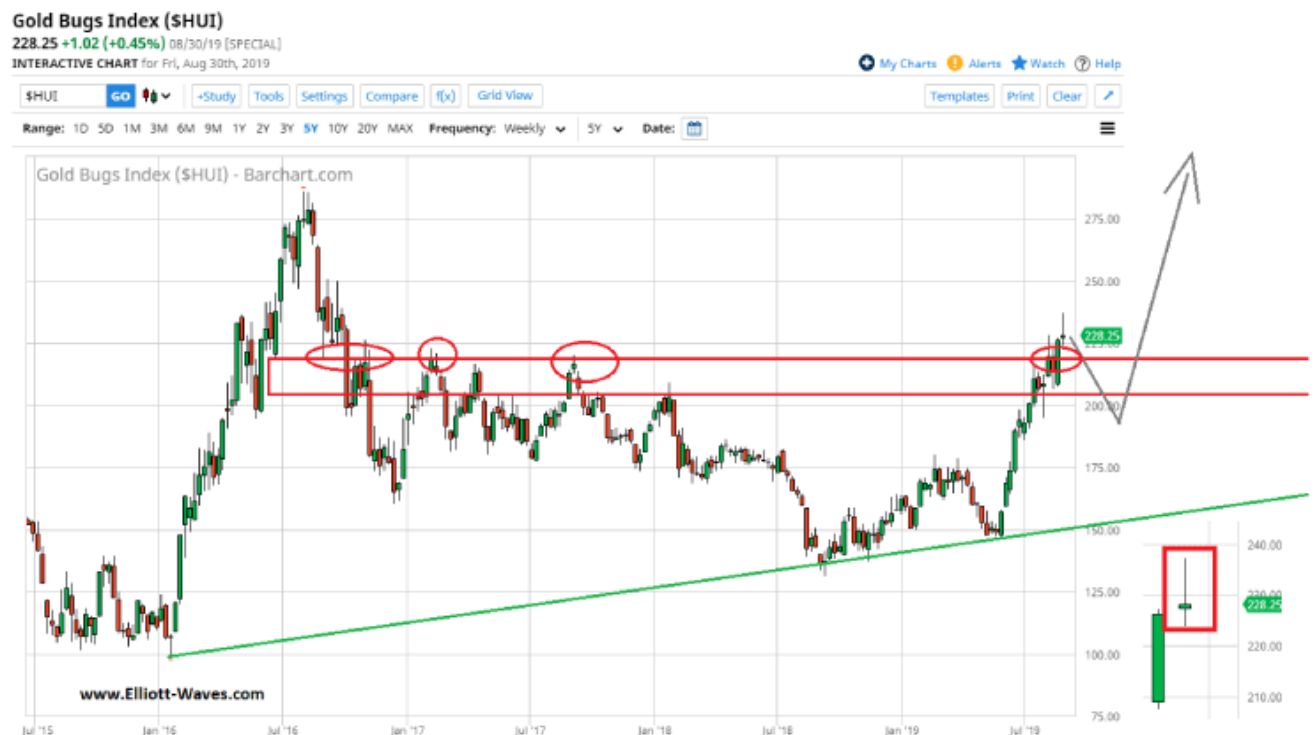 Gold Bugs Index ($HUI)
228.25 +1.02 (+0.45%) 08/30/19 [SPECIAL]
INTERACTIVE CHART for Fri, Aug 30th, 2019
My Charts Alerts Watch Help
$HUI GO +Study Tools Settings Compare f(x) Grid View Templates Print Clear
Range: 1D 5D 1M 3M 6M 9M 1Y 2Y 3Y 5Y 10Y 20Y MAX Frequency: Weekly 5Y Date:
Gold Bugs Index ($HUI) - Barchart.com
275.00
250.00
228.25
225.00
200.00
175.00
150.00
125.00
100.00
75.00
240.00
230.00
228.25
220.00
210.00
www.Elliott-Waves.com
Jul '15 Jan '16 Jul '16 Jan '17 Jul '17 Jan '18 Jul '18 Jan '19 Jul '19